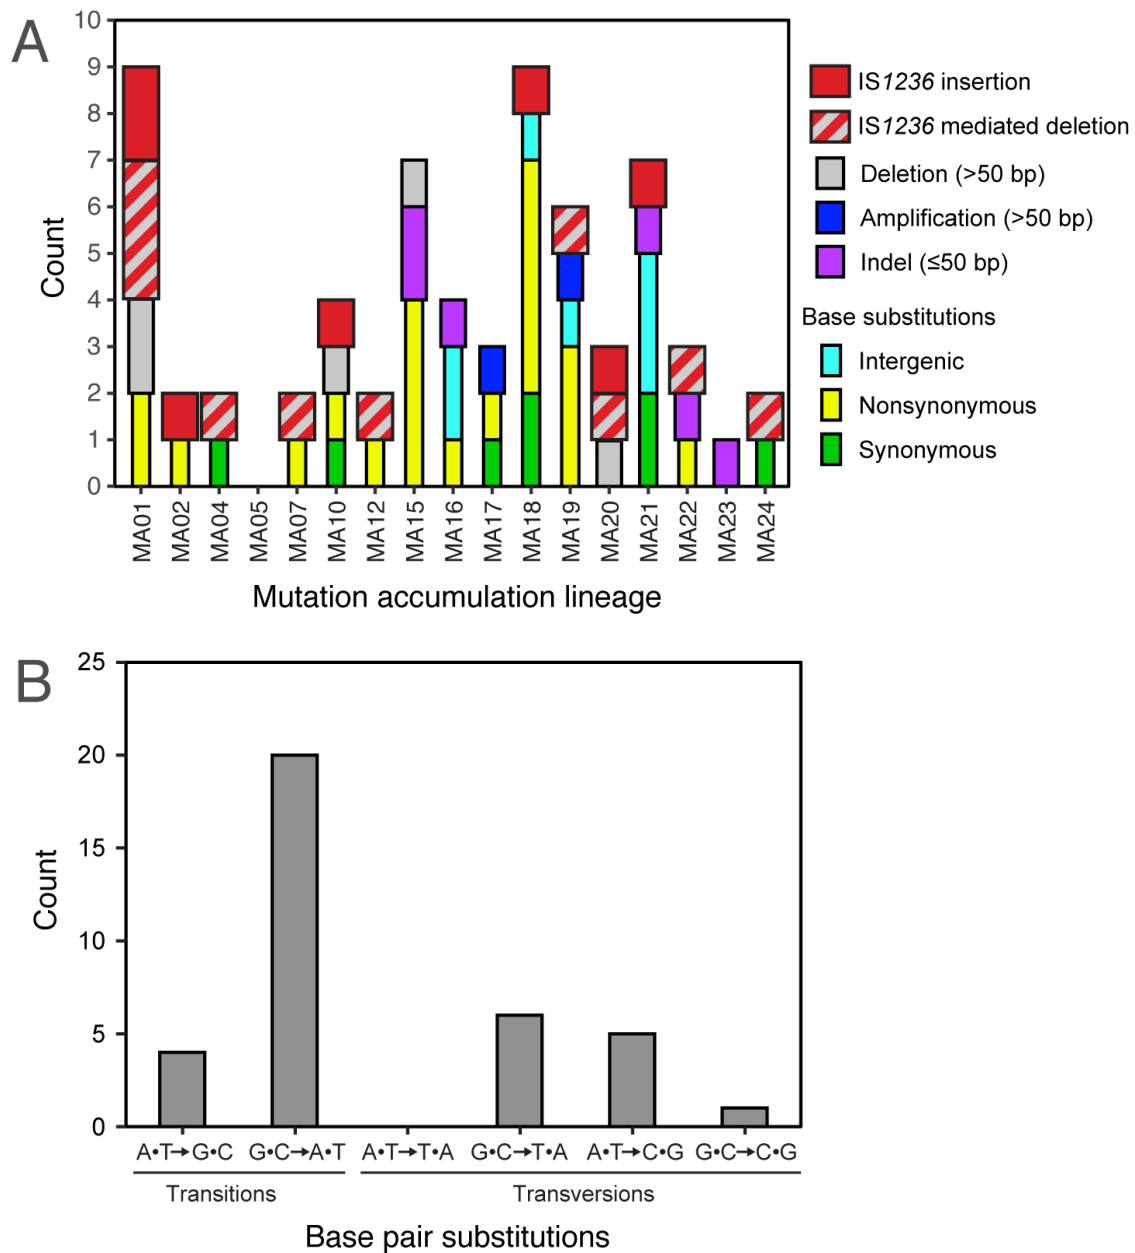 A
10
9
8
7
6
5
4
3
2
1
0
Count
MA01 MA02 MA04 MA05 MA07 MA10 MA12 MA15 MA16 MA17 MA18 MA19 MA20 MA21 MA22 MA23 MA24
Mutation accumulation lineage
IS1236 insertion
IS1236 mediated deletion
Deletion (>50 bp)
Amplification (>50 bp)
Indel (≤50 bp)
Base substitutions
Intergenic
Nonsynonymous
Synonymous
B
25
20
15
10
5
0
Count
A•T→G•C G•C→A•T A•T→T•A G•C→T•A A•T→C•G G•C→C•G
Transitions Transversions
Base pair substitutions